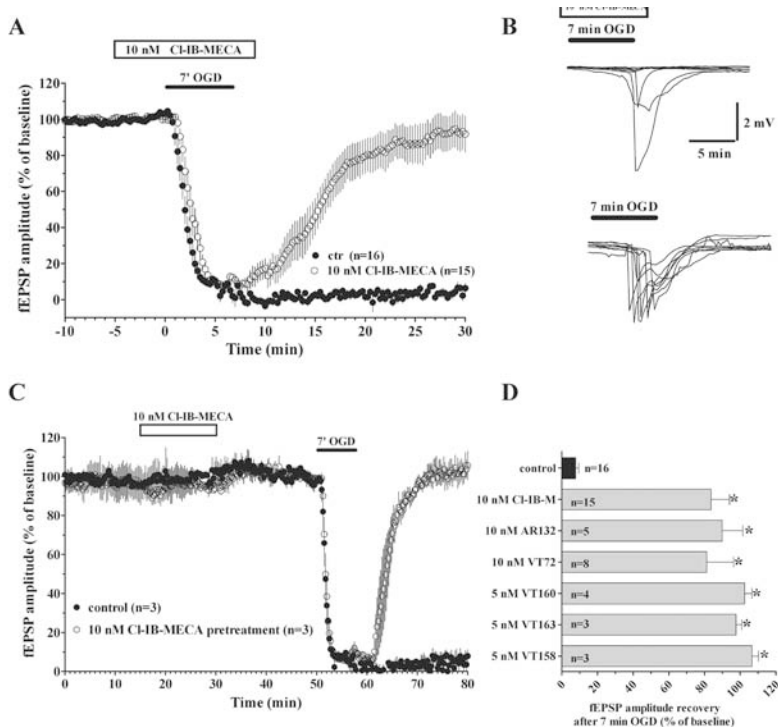 A
10 nM Cl-IB-MECA
7' OGD
120
100
80
60
40
20
0
fEPSP amplitude (% of baseline)
ctr (n=16)
10 nM Cl-IB-MECA (n=15)
-10 -5 0 5 10 15 20 25 30
Time (min)
B
10 nM Cl-IB-MECA
7 min OGD
2 mV
5 min
7 min OGD
C
10 nM Cl-IB-MECA
7' OGD
120
100
80
60
40
20
0
fEPSP amplitude (% of baseline)
control (n=3)
10 nM Cl-IB-MECA pretreatment (n=3)
0 10 20 30 40 50 60 70 80
Time (min)
D
control n=16
10 nM Cl-IB-M n=15 *
10 nM AR132 n=5 *
10 nM VT72 n=8 *
5 nM VT160 n=4 *
5 nM VT163 n=3 *
5 nM VT158 n=3 *
0 20 40 60 80 100 120
fEPSP amplitude recovery
after 7 min OGD (% of baseline)